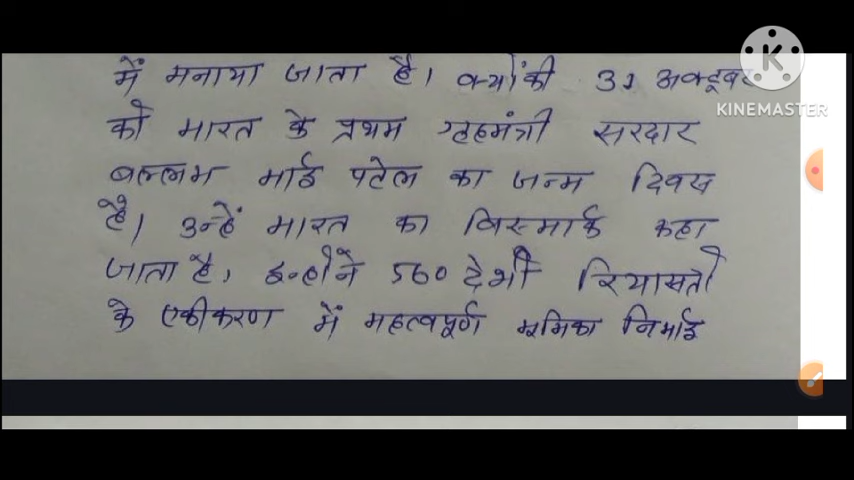 में मनाया जाता है। क्योंकी 31 अक्टूबर
को भारत के प्रथम गृहमंत्री सरदार
बल्लभ भाई पटेल का जन्म दिवस
है। उन्हें भारत का विस्मार्क कहा
जाता है, इन्होने 560 देशी रियासतों
के एकीकरण में महत्वपूर्ण भूमिका निभाई
KINEMASTER